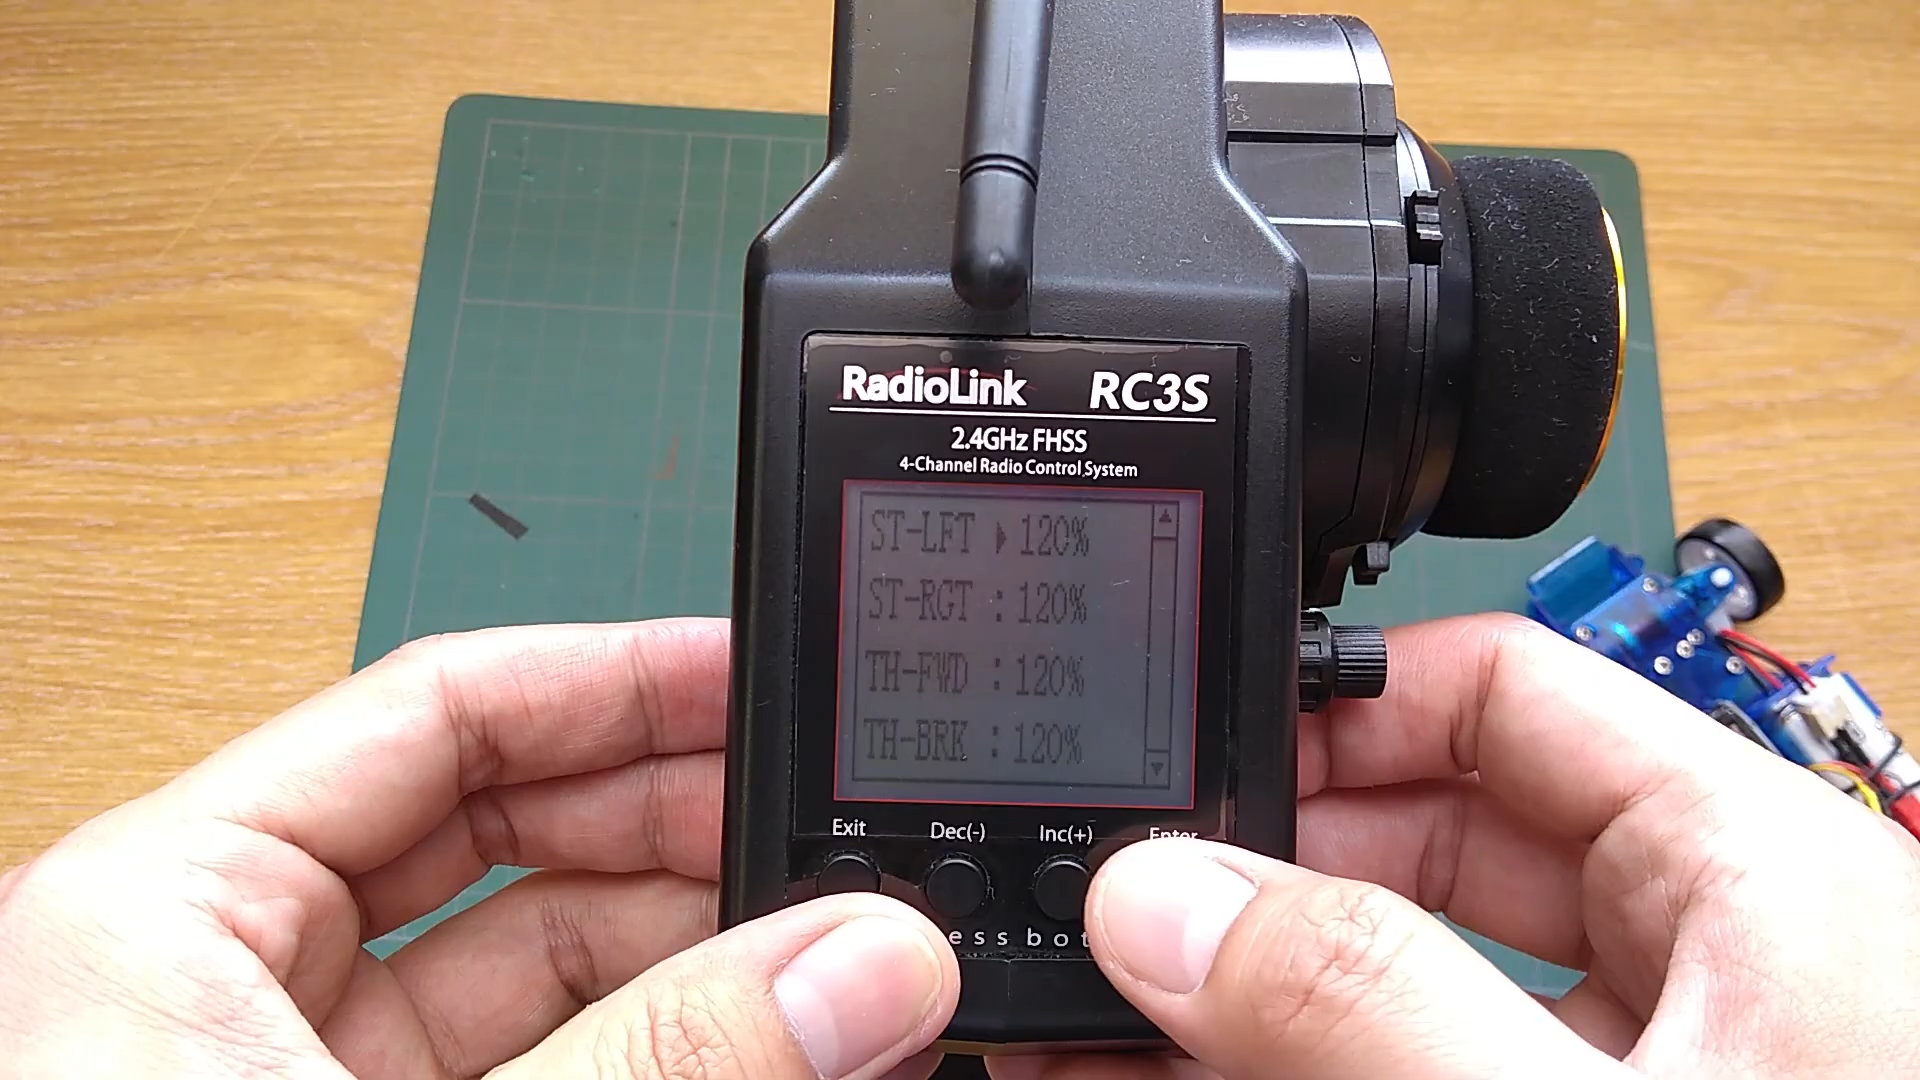 RadioLink RC3S
2.4GHz FHSS
4-Channel Radio Control System
ST-LFT ▶ 120%
ST-RGT : 120%
TH-FWD : 120%
TH-BRK : 120%
Exit Dec(-) Inc(+) Enter